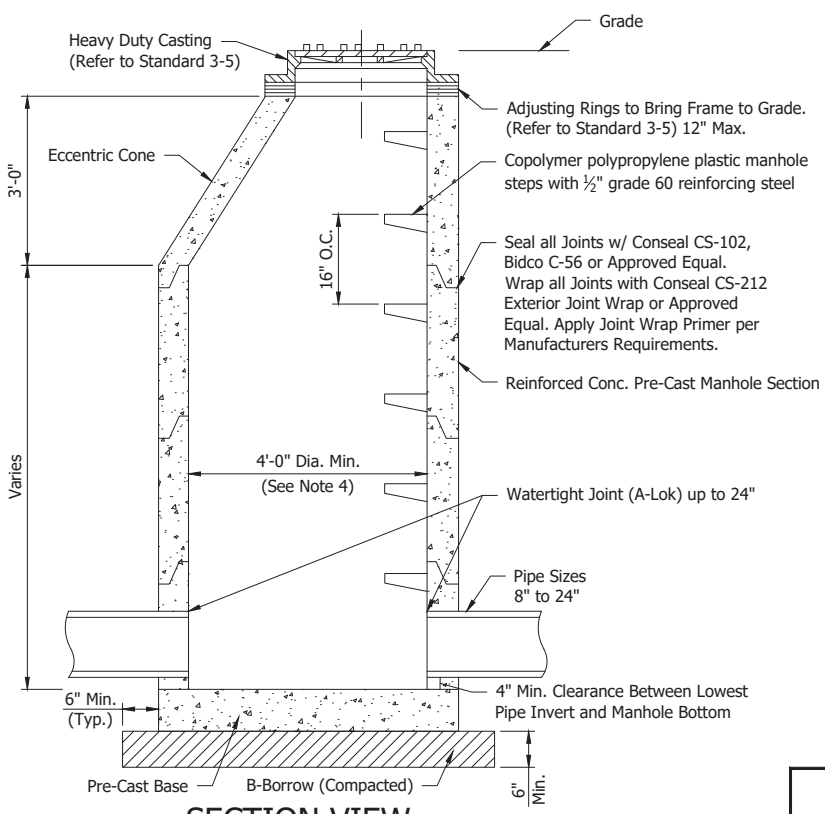 Grade
Heavy Duty Casting
(Refer to Standard 3-5)
Adjusting Rings to Bring Frame to Grade.
(Refer to Standard 3-5) 12" Max.
Eccentric Cone
3'-0"
Copolymer polypropylene plastic manhole
steps with ½" grade 60 reinforcing steel
16" O.C.
Seal all Joints w/ Conseal CS-102,
Bidco C-56 or Approved Equal.
Wrap all Joints with Conseal CS-212
Exterior Joint Wrap or Approved
Equal. Apply Joint Wrap Primer per
Manufacturers Requirements.
Reinforced Conc. Pre-Cast Manhole Section
Varies
4'-0" Dia. Min.
(See Note 4)
Watertight Joint (A-Lok) up to 24"
Pipe Sizes
8" to 24"
6" Min.
(Typ.)
4" Min. Clearance Between Lowest
Pipe Invert and Manhole Bottom
Pre-Cast Base
B-Borrow (Compacted)
6"
Min.
SECTION VIEW